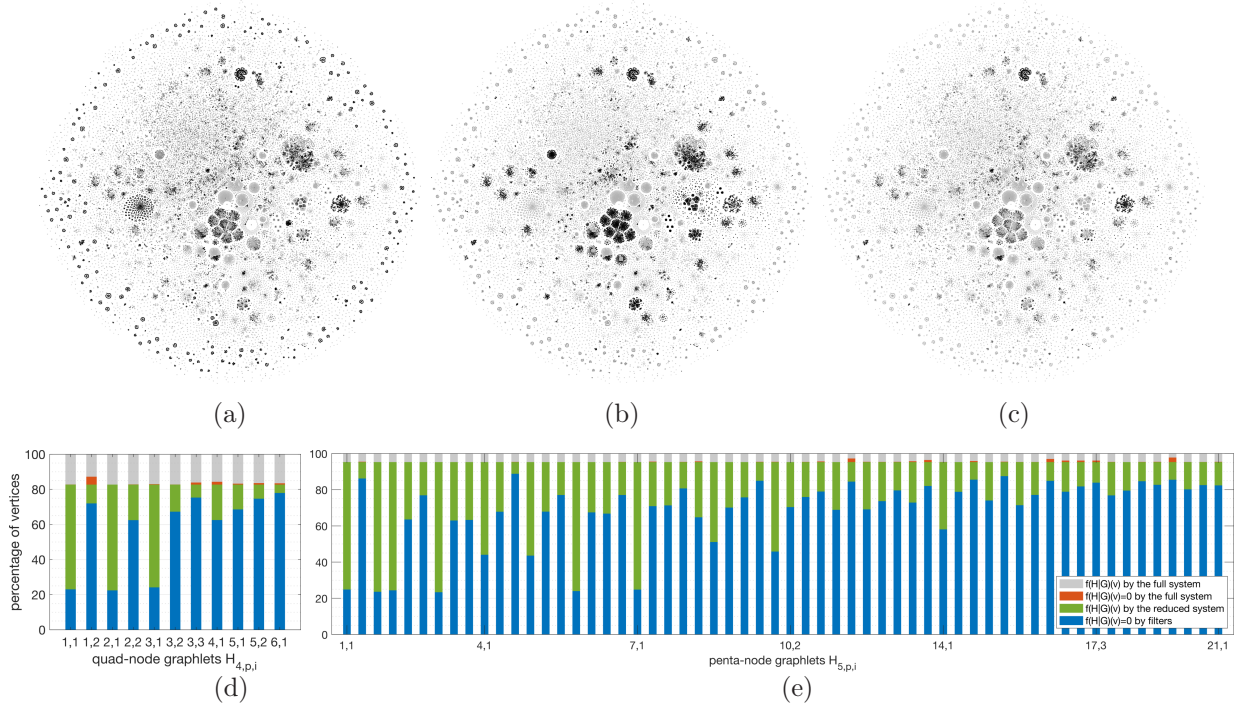 (a)
(b)
(c)
percentage of vertices
100
80
60
40
20
0
1,1 1,2 2,1 2,2 3,1 3,2 3,3 4,1 5,1 5,2 6,1
quad-node graphlets H4,p,i
(d)
100
80
60
40
20
0
f(H|G)(v) by the full system
f(H|G)(v)=0 by the full system
f(H|G)(v) by the reduced system
f(H|G)(v)=0 by filters
1,1 4,1 7,1 10,2 14,1 17,3 21,1
penta-node graphlets H5,p,i
(e)